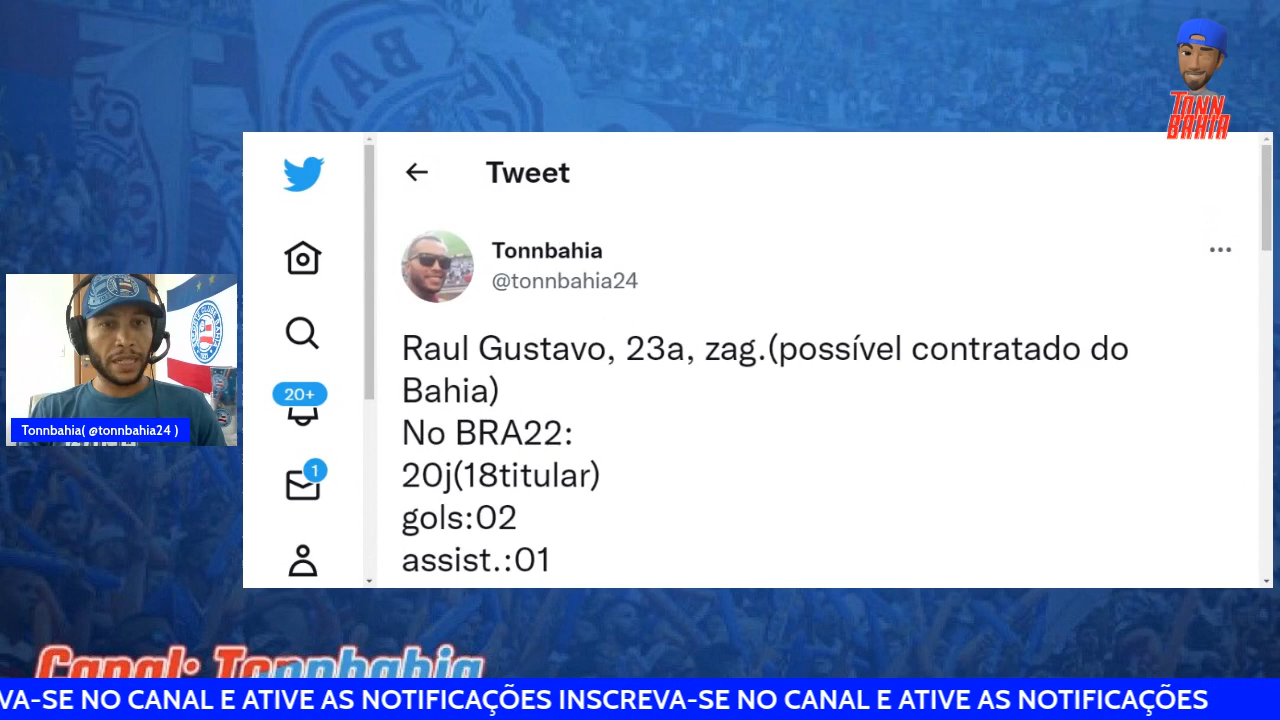 TONN
BAHIA
Tweet
Tonnbahia
@tonnbahia24
Raul Gustavo, 23a, zag.(possível contratado do
Bahia)
No BRA22:
20j(18titular)
gols:02
assist.:01
20+
1
Tonnbahia( @tonnbahia24 )
Canal: Tonnbahia
VA-SE NO CANAL E ATIVE AS NOTIFICAÇÕES INSCREVA-SE NO CANAL E ATIVE AS NOTIFICAÇÕES